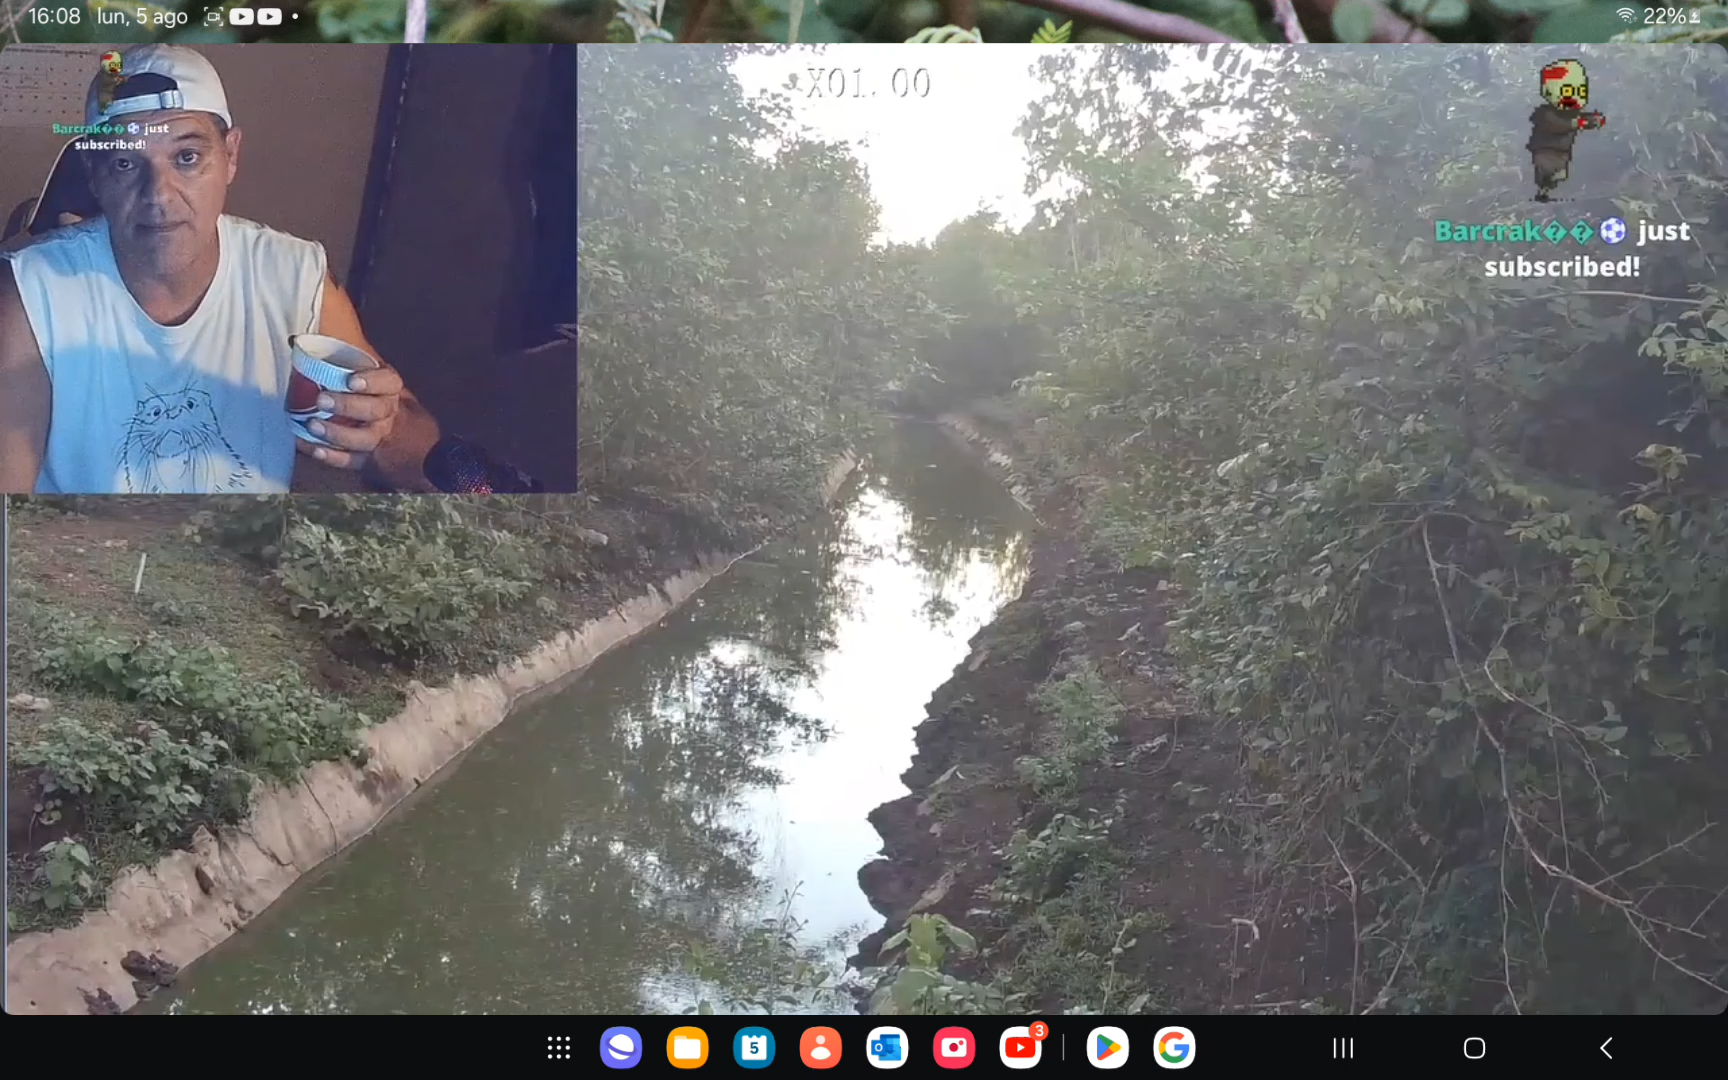 16:08 lun, 5 ago
22%
X01.00
Barcrak�� ⚽ just
subscribed!
Barcrak�� ⚽ just
subscribed!
5
3